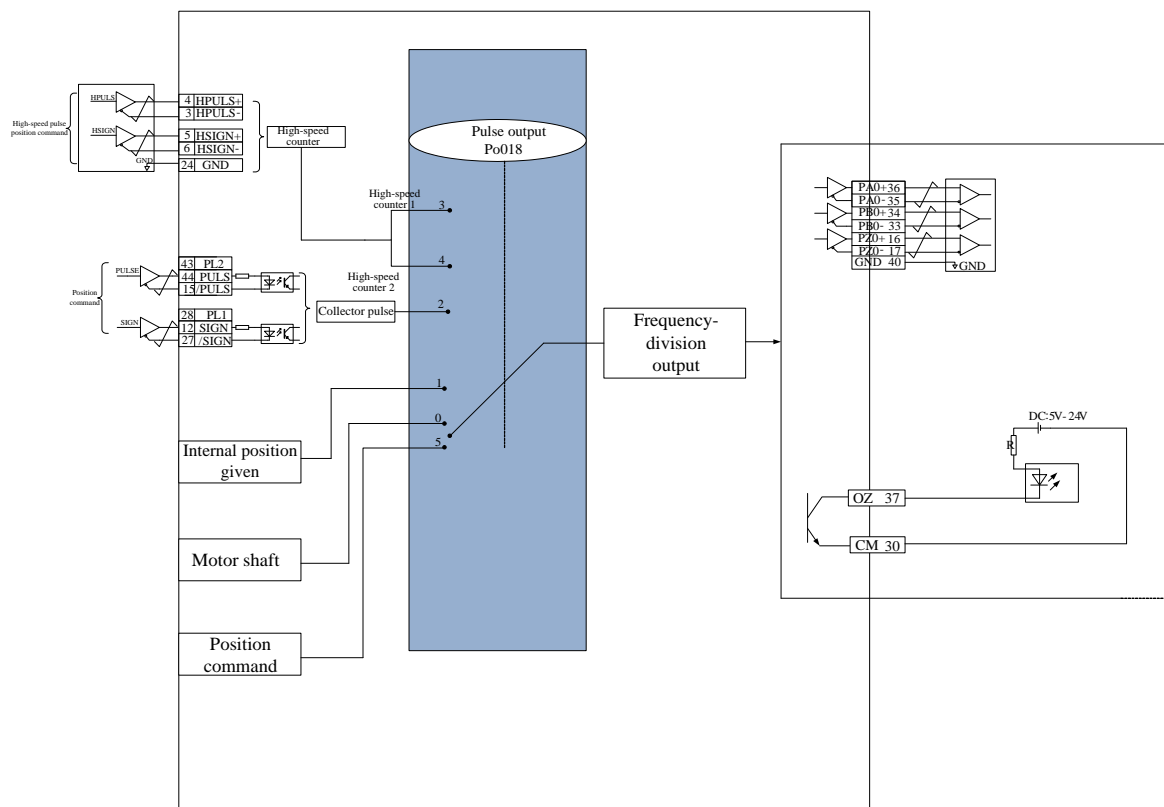 High-speed pulse
position command
HPULS
HSIGN
GND
4 HPULS+
3 HPULS-
5 HSIGN+
6 HSIGN-
24 GND
High-speed
counter
Pulse output
Po018
High-speed
counter 1
3
4
High-speed
counter 2
Position
command
PULSE
SIGN
43 PL2
44 PULS
15 /PULS
28 PL1
12 SIGN
27 /SIGN
Collector pulse
2
1
0
5
Internal position
given
Motor shaft
Position
command
Frequency-
division
output
PA0+ 36
PA0- 35
PB0+ 34
PB0- 33
PZ0+ 16
PZ0- 17
GND 40
GND
DC:5V- 24V
R
OZ 37
CM 30